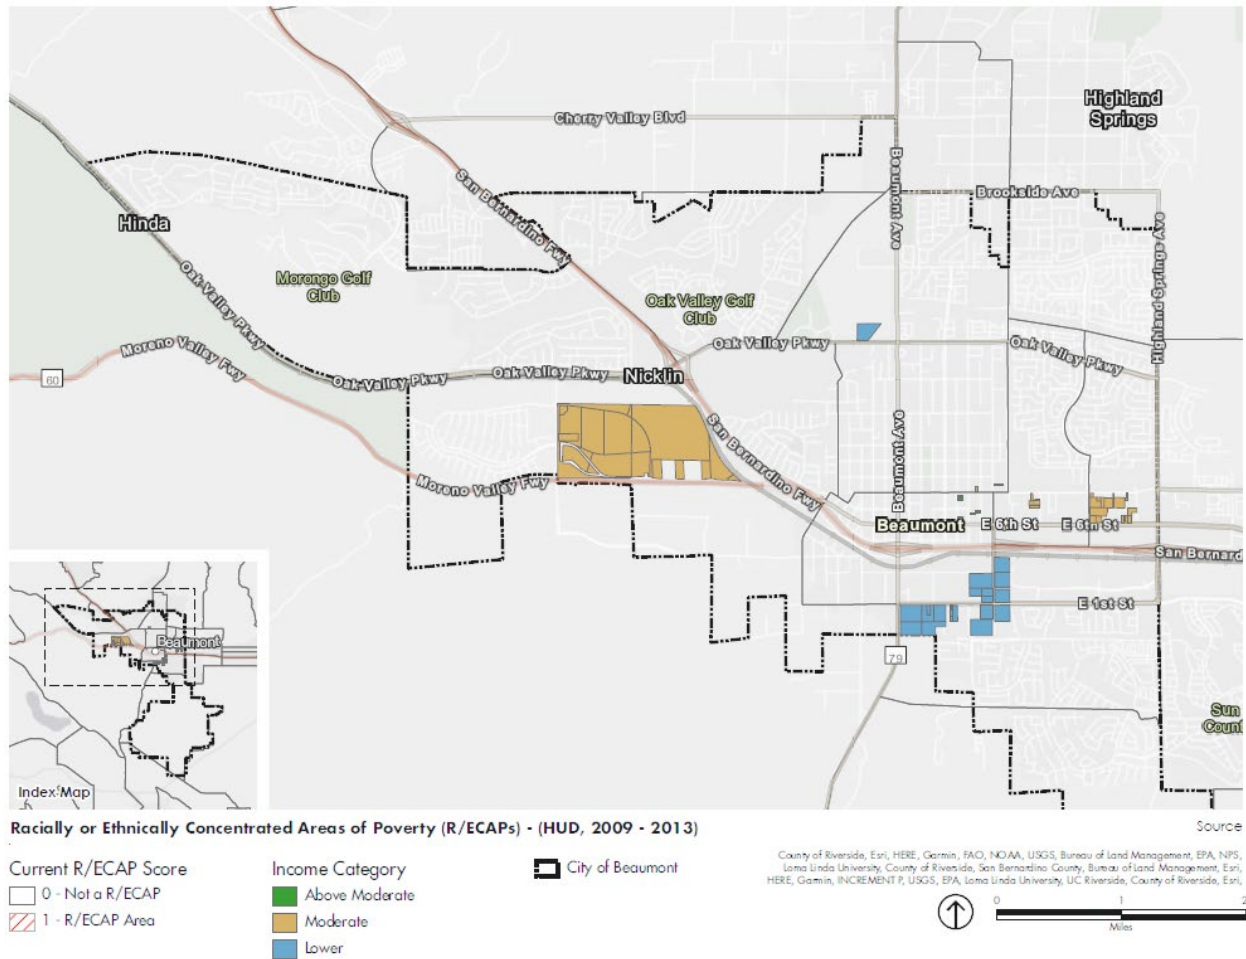 Highland
Springs
Cherry Valley Blvd
Beaumont Ave
San Bernardino Fwy
Brookside Ave
Hinda
Highland Springs Ave
Oak Valley Pkwy
Morongo Golf
Club
Oak Valley Golf
Club
Moreno Valley Fwy
60
Oak Valley Pkwy
Oak Valley Pkwy
Nicklin
Oak Valley Pkwy
Oak Valley Pkwy
San Bernardino Fwy
Beaumont Ave
Moreno Valley Fwy
Beaumont
E 6th St
E 6th St
San Bernard
E 1st St
79
Sun
Count
Beaumont
Index Map
Racially or Ethnically Concentrated Areas of Poverty (R/ECAPs) - (HUD, 2009 - 2013)
Source
Current R/ECAP Score
0 - Not a R/ECAP
1 - R/ECAP Area
Income Category
Above Moderate
Moderate
Lower
City of Beaumont
County of Riverside, Esri, HERE, Garmin, FAO, NOAA, USGS, Bureau of Land Management, EPA, NPS,
Loma Linda University, County of Riverside, San Bernardino County, Bureau of Land Management, Esri,
HERE, Garmin, INCREMENT P, USGS, EPA, Loma Linda University, UC Riverside, County of Riverside, Esri,
0 1 2
Miles